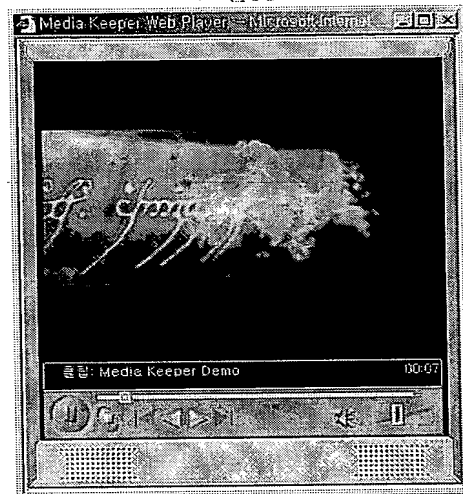 Media Keeper Web Player - Microsoft Internet
클립: Media Keeper Demo
00:07